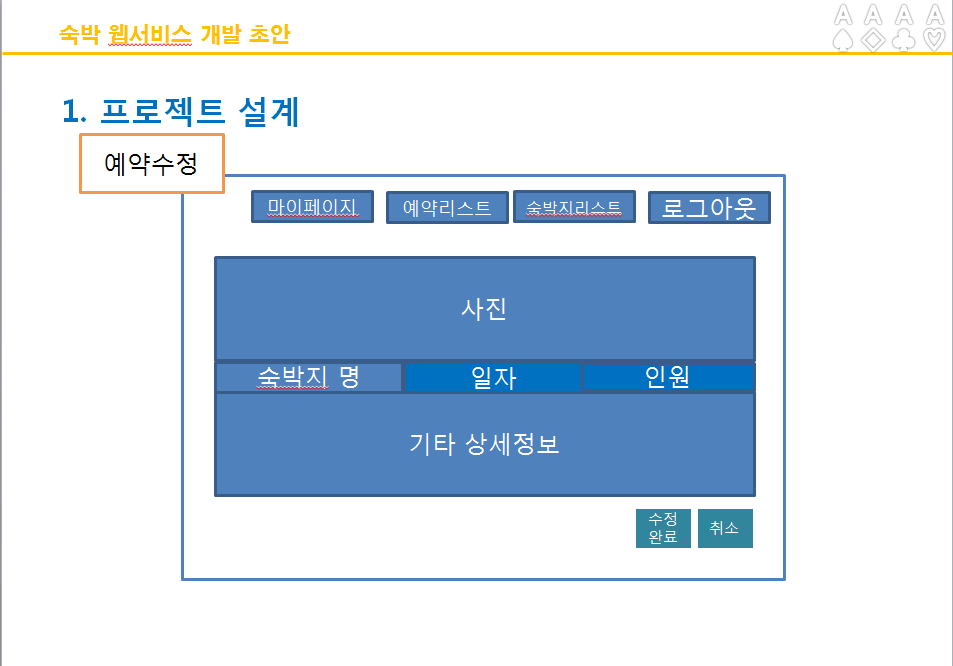 숙박 웹서비스 개발 초안
A A A A
1. 프로젝트 설계
예약수정
마이페이지 예약리스트 숙박지리스트 로그아웃
사진
숙박지 명 일자 인원
기타 상세정보
수정
완료
취소